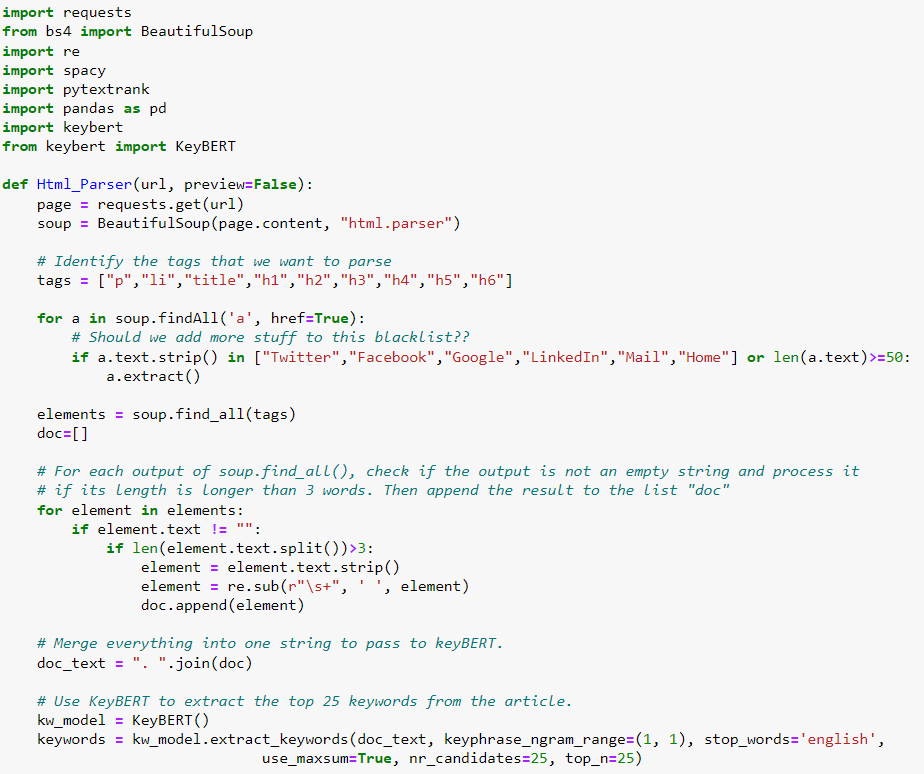 import requests
from bs4 import BeautifulSoup
import re
import spacy
import pytextrank
import pandas as pd
import keybert
from keybert import KeyBERT

def Html_Parser(url, preview=False):
    page = requests.get(url)
    soup = BeautifulSoup(page.content, "html.parser")

    # Identify the tags that we want to parse
    tags = ["p","li","title","h1","h2","h3","h4","h5","h6"]

    for a in soup.findAll('a', href=True):
        # Should we add more stuff to this blacklist??
        if a.text.strip() in ["Twitter","Facebook","Google","LinkedIn","Mail","Home"] or len(a.text)>=50:
            a.extract()

    elements = soup.find_all(tags)
    doc=[]

    # For each output of soup.find_all(), check if the output is not an empty string and process it
    # if its length is longer than 3 words. Then append the result to the list "doc"
    for element in elements:
        if element.text != "":
            if len(element.text.split())>3:
                element = element.text.strip()
                element = re.sub(r"\s+", ' ', element)
                doc.append(element)

    # Merge everything into one string to pass to keyBERT.
    doc_text = ". ".join(doc)

    # Use KeyBERT to extract the top 25 keywords from the article.
    kw_model = KeyBERT()
    keywords = kw_model.extract_keywords(doc_text, keyphrase_ngram_range=(1, 1), stop_words='english',
                              use_maxsum=True, nr_candidates=25, top_n=25)